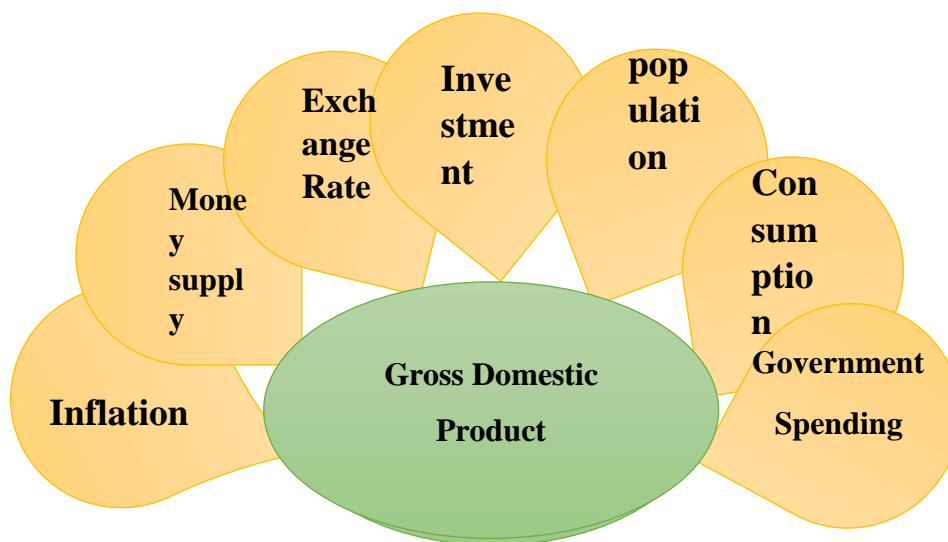 Inflation
Mone
y
suppl
y
Exch
ange
Rate
Inve
stme
nt
pop
ulati
on
Con
sum
ptio
n
Government
Spending
Gross Domestic
Product